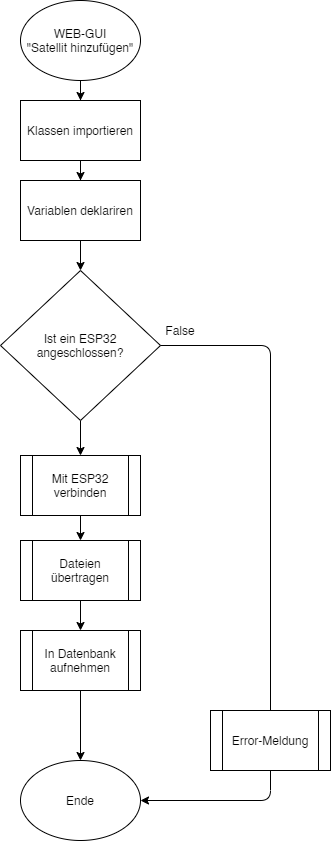 WEB-GUI
"Satellit hinzufügen"
Klassen importieren
Variablen deklariren
Ist ein ESP32
angeschlossen?
False
Mit ESP32
verbinden
Dateien
übertragen
In Datenbank
aufnehmen
Error-Meldung
Ende